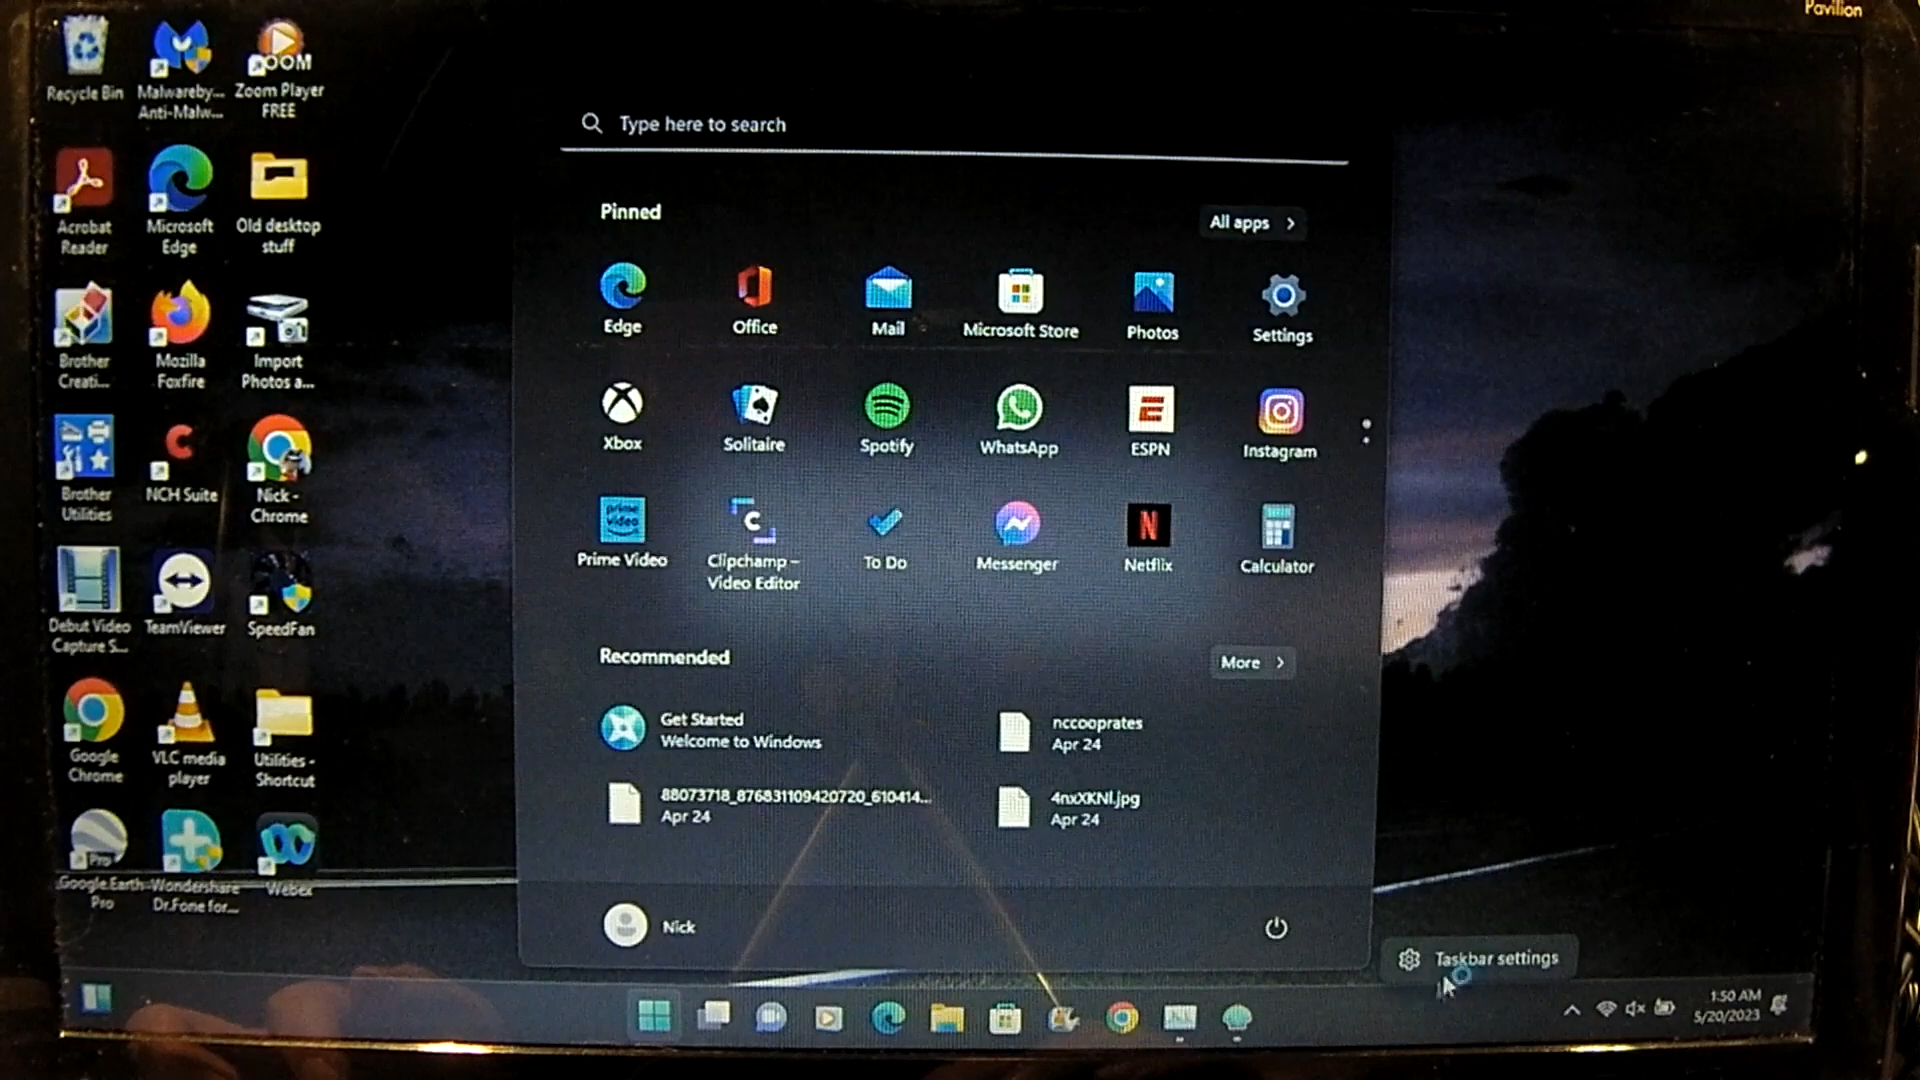 Pavilion
Recycle Bin
Malwareby...
Anti-Malw...
ZOOM
Zoom Player
FREE
Acrobat
Reader
Microsoft
Edge
Old desktop
stuff
Brother
Creati...
Mozilla
Foxfire
Import
Photos a...
Brother
Utilities
NCH Suite
Nick -
Chrome
Debut Video
Capture S...
TeamViewer
SpeedFan
Google
Chrome
VLC media
player
Utilities -
Shortcut
Pro
Google Earth
Pro
Wondershare
Dr.Fone for...
Webex
Type here to search
Pinned
All apps >
Edge
Office
Mail
Microsoft Store
Photos
Settings
Xbox
Solitaire
Spotify
WhatsApp
ESPN
Instagram
prime
video
Prime Video
Clipchamp –
Video Editor
To Do
Messenger
Netflix
Calculator
Recommended
More >
Get Started
Welcome to Windows
nccooprates
Apr 24
88073718_876831109420720_610414...
Apr 24
4nxXKNl.jpg
Apr 24
Nick
Taskbar settings
1:50 AM
5/20/2023